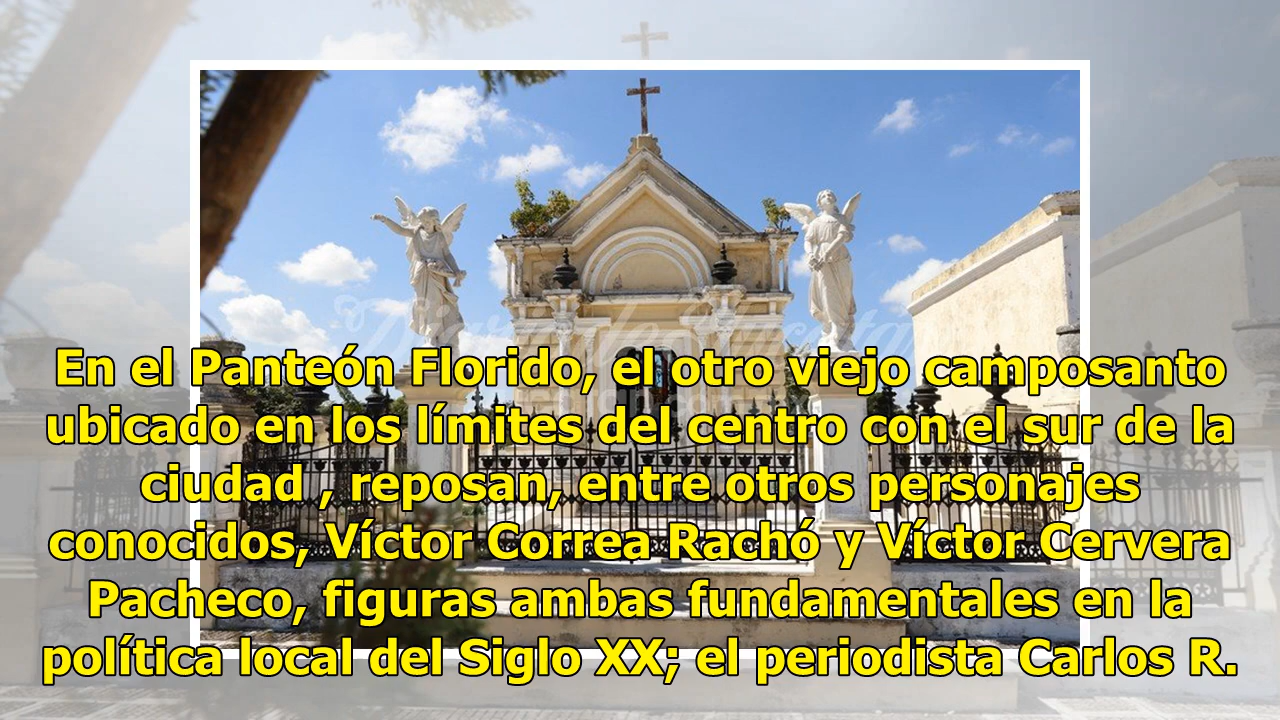 En el Panteón Florido, el otro viejo camposanto
ubicado en los límites del centro con el sur de la
ciudad , reposan, entre otros personajes
conocidos, Víctor Correa Rachó y Víctor Cervera
Pacheco, figuras ambas fundamentales en la
política local del Siglo XX; el periodista Carlos R.